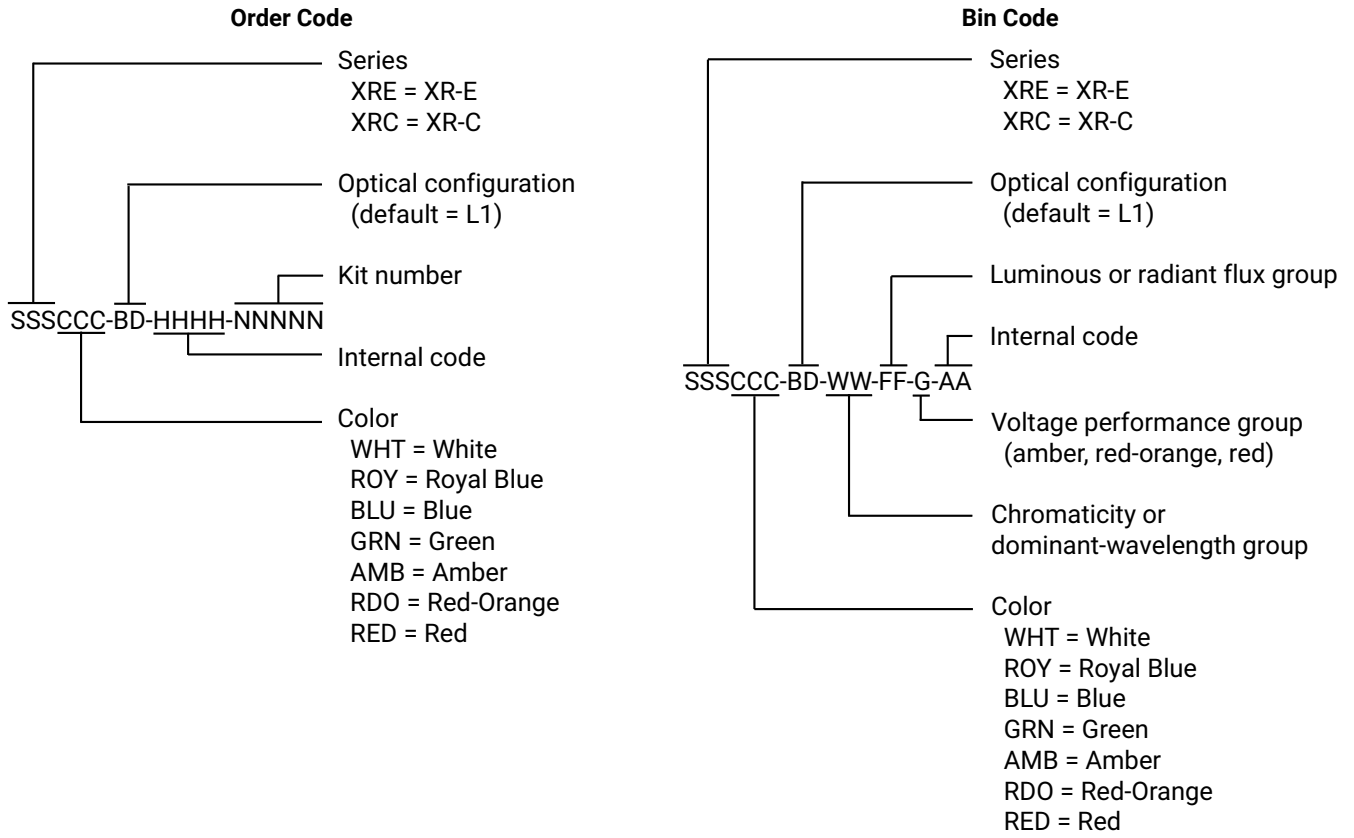 Order Code
Series
XRE = XR-E
XRC = XR-C
Optical configuration
(default = L1)
Kit number
SSSCCC-BD-HHHH-NNNNN
Internal code
Color
WHT = White
ROY = Royal Blue
BLU = Blue
GRN = Green
AMB = Amber
RDO = Red-Orange
RED = Red
Bin Code
Series
XRE = XR-E
XRC = XR-C
Optical configuration
(default = L1)
Luminous or radiant flux group
Internal code
SSSCCC-BD-WW-FF-G-AA
Voltage performance group
(amber, red-orange, red)
Chromaticity or
dominant-wavelength group
Color
WHT = White
ROY = Royal Blue
BLU = Blue
GRN = Green
AMB = Amber
RDO = Red-Orange
RED = Red